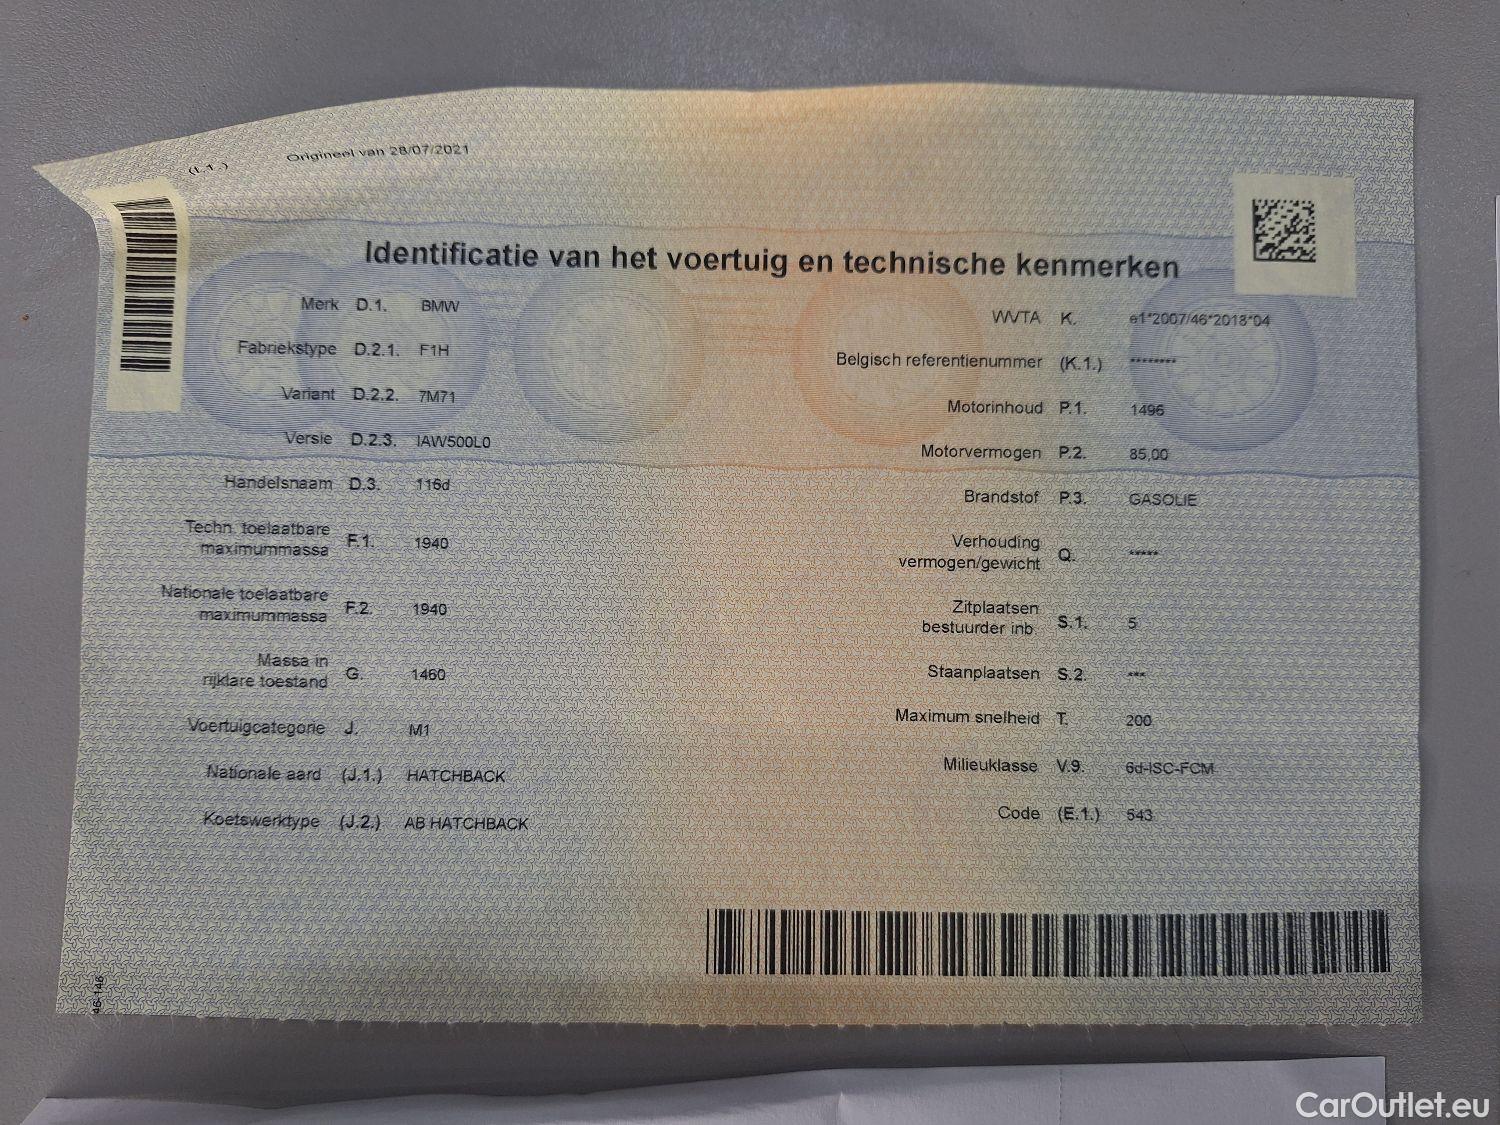 (I.1.) Origineel van 28/07/2021
Identificatie van het voertuig en technische kenmerken
Merk D.1. BMW
Fabriekstype D.2.1. F1H
Variant D.2.2. 7M71
Versie D.2.3. IAW500L0
Handelsnaam D.3. 116d
Techn. toelaatbare
maximummassa F.1. 1940
Nationale toelaatbare
maximummassa F.2. 1940
Massa in
rijklare toestand G. 1460
Voertuigcategorie J. M1
Nationale aard (J.1.) HATCHBACK
Koetswerktype (J.2.) AB HATCHBACK
WVTA K. e1*2007/46*2018*04
Belgisch referentienummer (K.1.) ********
Motorinhoud P.1. 1496
Motorvermogen P.2. 85,00
Brandstof P.3. GASOLIE
Verhouding
vermogen/gewicht Q. *****
Zitplaatsen
bestuurder inb. S.1. 5
Staanplaatsen S.2. ***
Maximum snelheid T. 200
Milieuklasse V.9. 6d-ISC-FCM
Code (E.1.) 543
46-146
CarOutlet.eu